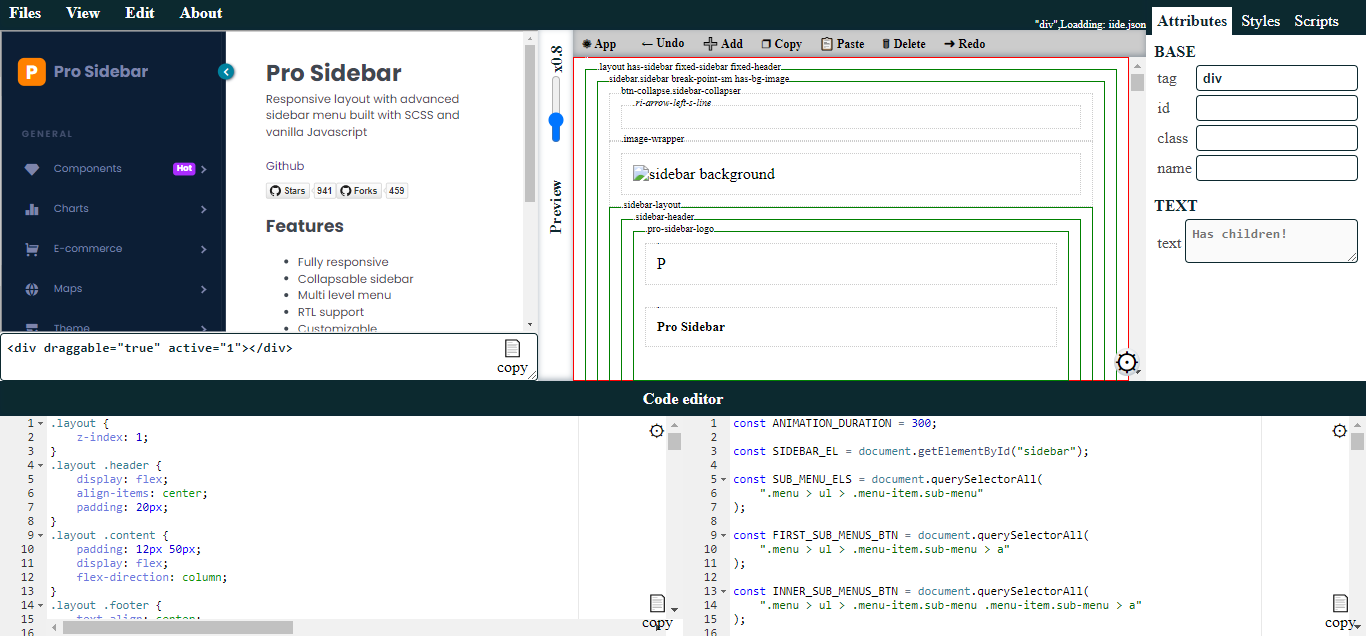 Files View Edit About
"div",Loadding: iide.json
Attributes Styles Scripts
P Pro Sidebar
GENERAL
Components Hot
Charts
E-commerce
Maps
Theme
Pro Sidebar
Responsive layout with advanced
sidebar menu built with SCSS and
vanilla Javascript
Github
Stars 941 Forks 459
Features
Fully responsive
Collapsable sidebar
Multi level menu
RTL support
Customizable
<div draggable="true" active="1"></div>
copy
x0.8
Preview
App Undo Add Copy Paste Delete Redo
.layout has-sidebar fixed-sidebar fixed-header
sidebar.sidebar break-point-sm has-bg-image
btn-collapse.sidebar-collapser
.ri-arrow-left-s-line
.image-wrapper
sidebar background
.sidebar-layout
.sidebar-header
.pro-sidebar-logo
P
Pro Sidebar
BASE
tag div
id
class
name
TEXT
text Has children!
Code editor
1 .layout {
2 z-index: 1;
3 }
4 .layout .header {
5 display: flex;
6 align-items: center;
7 padding: 20px;
8 }
9 .layout .content {
10 padding: 12px 50px;
11 display: flex;
12 flex-direction: column;
13 }
14 .layout .footer {
15 text-align: center;
16
copy
1 const ANIMATION_DURATION = 300;
2
3 const SIDEBAR_EL = document.getElementById("sidebar");
4
5 const SUB_MENU_ELS = document.querySelectorAll(
6 ".menu > ul > .menu-item.sub-menu"
7 );
8
9 const FIRST_SUB_MENUS_BTN = document.querySelectorAll(
10 ".menu > ul > .menu-item.sub-menu > a"
11 );
12
13 const INNER_SUB_MENUS_BTN = document.querySelectorAll(
14 ".menu > ul > .menu-item.sub-menu .menu-item.sub-menu > a"
15 );
16
copy